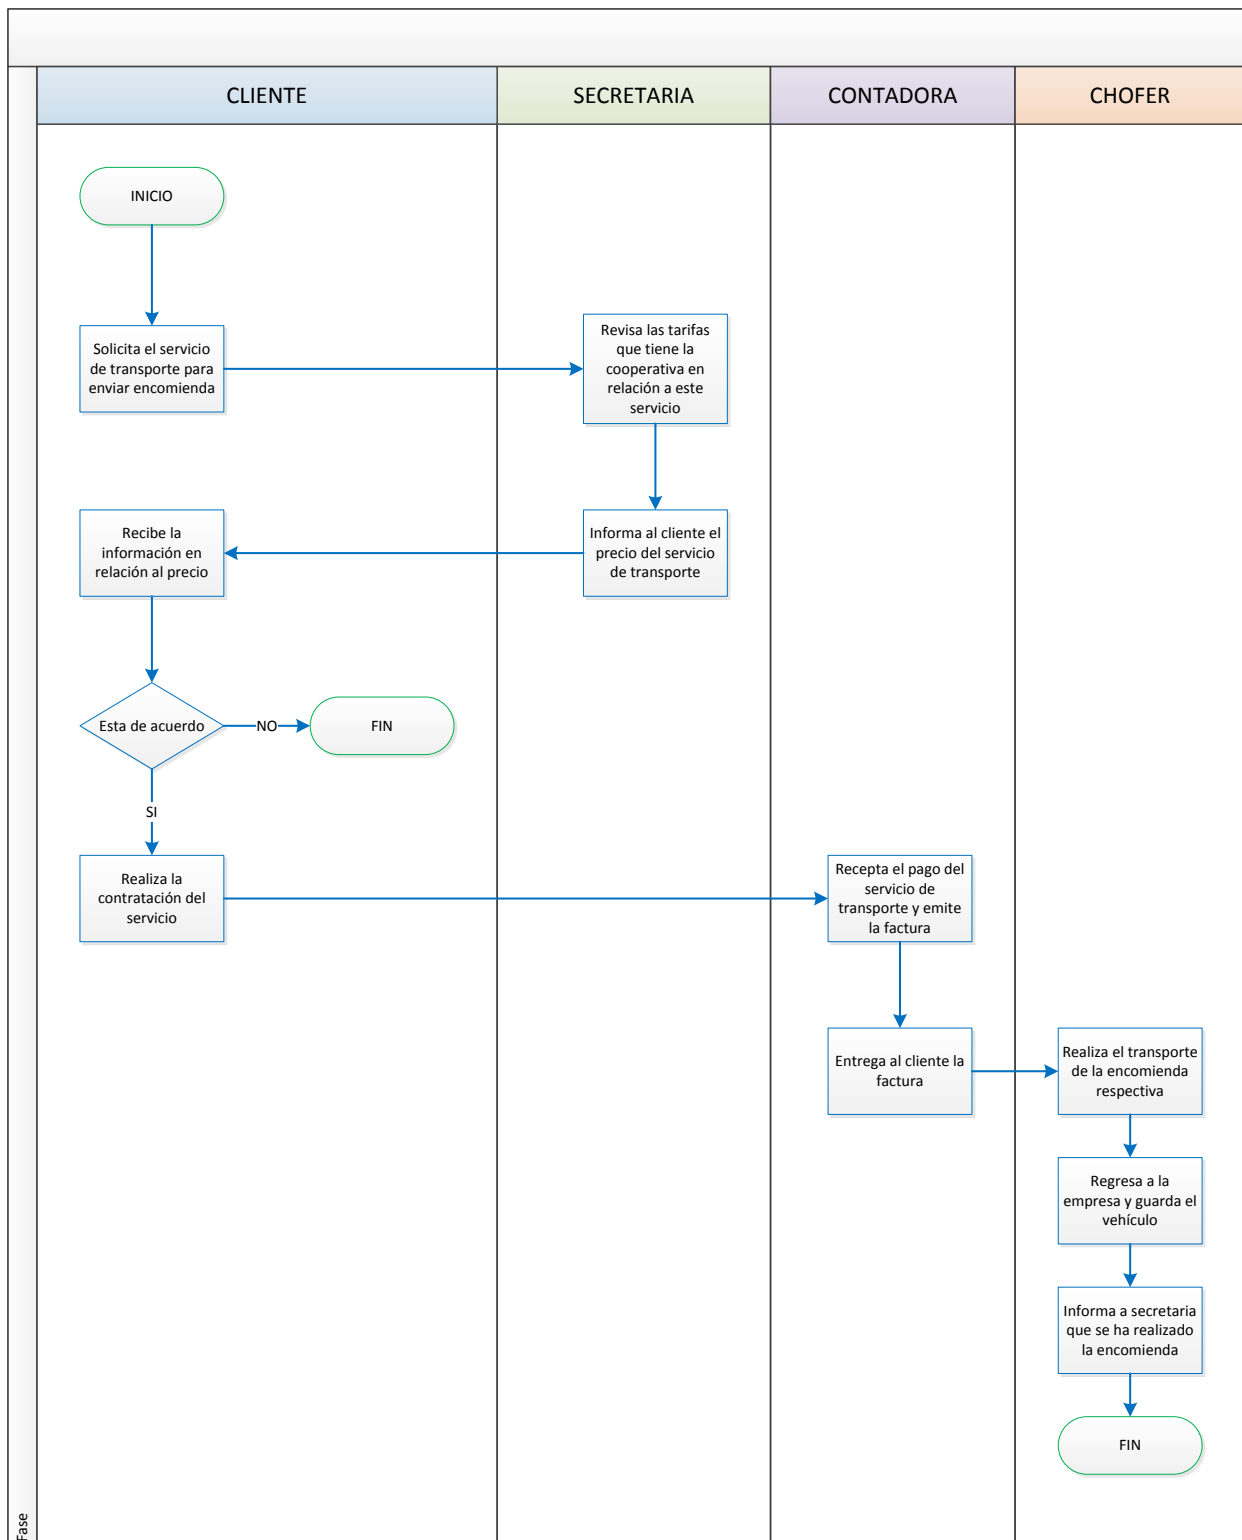 CLIENTE
SECRETARIA
CONTADORA
CHOFER
INICIO
Solicita el servicio
de transporte para
enviar encomienda
Revisa las tarifas
que tiene la
cooperativa en
relación a este
servicio
Recibe la
información en
relación al precio
Informa al cliente el
precio del servicio
de transporte
Esta de acuerdo
NO
FIN
SI
Realiza la
contratación del
servicio
Recepta el pago del
servicio de
transporte y emite
la factura
Entrega al cliente la
factura
Realiza el transporte
de la encomienda
respectiva
Regresa a la
empresa y guarda el
vehículo
Informa a secretaria
que se ha realizado
la encomienda
FIN
Fase